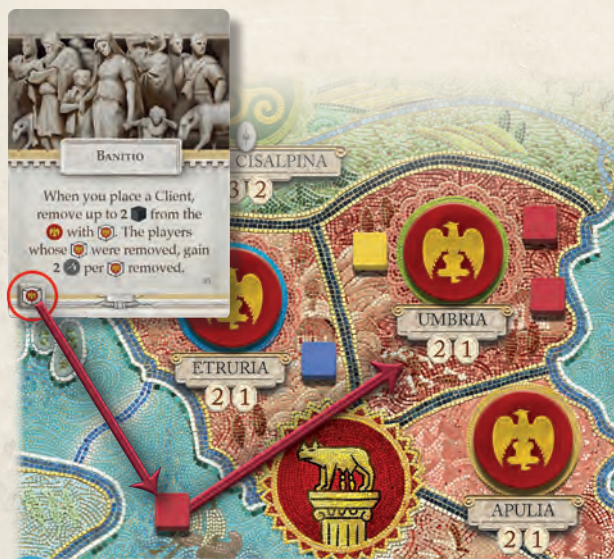 BANITIO
When you place a Client,
remove up to 2 from the
with . The players
whose were removed, gain
2 per removed.
CISALPINA
3 2
UMBRIA
2 1
ETRURIA
2 1
APULIA
2 1